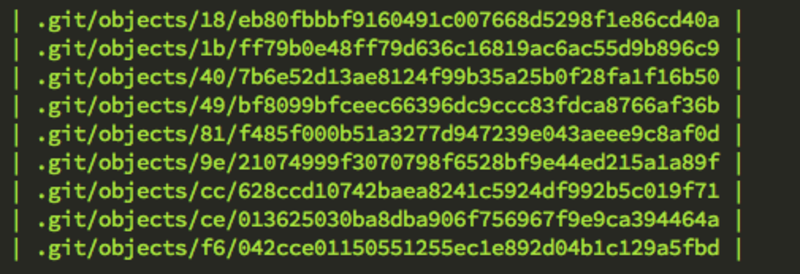 | .git/objects/18/eb80fbbbf9160491c007668d5298f1e86cd40a |
| .git/objects/1b/ff79b0e48ff79d636c16819ac6ac55d9b896c9 |
| .git/objects/40/7b6e52d13ae8124f99b35a25b0f28fa1f16b50 |
| .git/objects/49/bf8099bfceec66396dc9ccc83fdca8766af36b |
| .git/objects/81/f485f000b51a3277d947239e043aeee9c8af0d |
| .git/objects/9e/21074999f3070798f6528bf9e44ed215a1a89f |
| .git/objects/cc/628ccd10742baea8241c5924df992b5c019f71 |
| .git/objects/ce/013625030ba8dba906f756967f9e9ca394464a |
| .git/objects/f6/042cce01150551255ec1e892d04b1c129a5fbd |